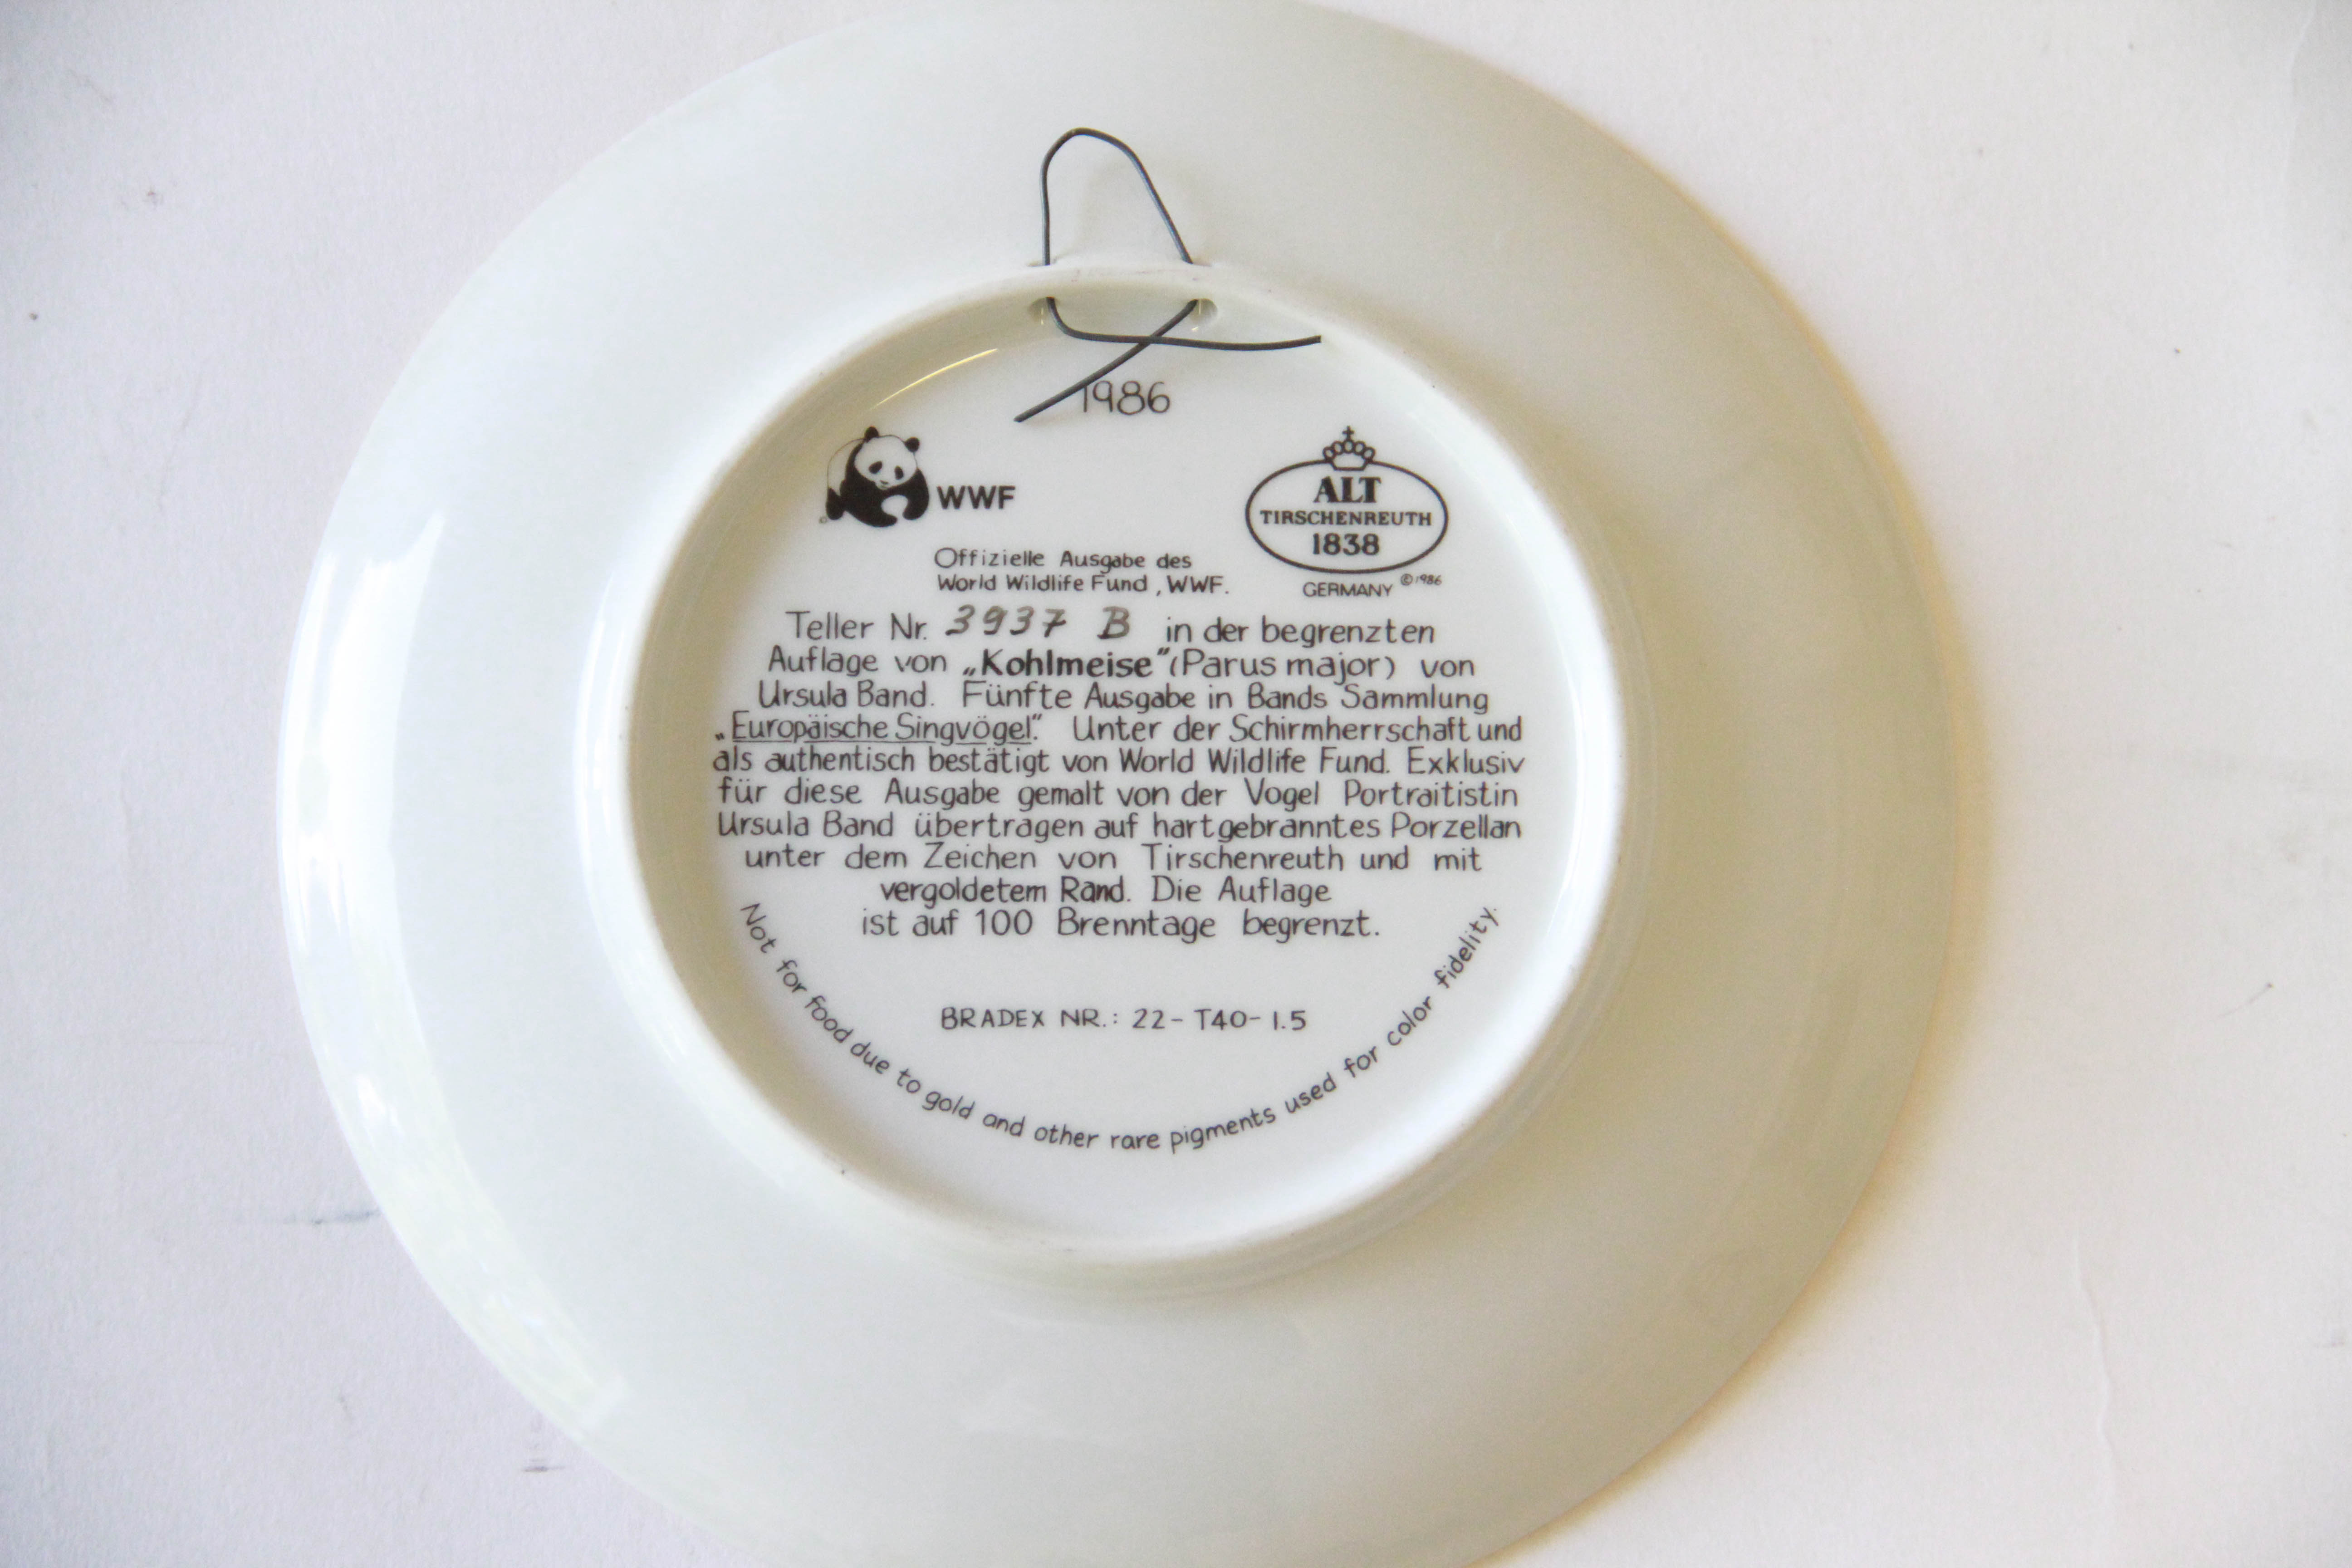 1986
WWF
ALT
TIRSCHENREUTH
1838
GERMANY ©1986
Offizielle Ausgabe des
World Wildlife Fund, WWF.
Teller Nr. 3937 B in der begrenzten
Auflage von „Kohlmeise" (Parus major) von
Ursula Band. Fünfte Ausgabe in Bands Sammlung
„Europäische Singvögel". Unter der Schirmherrschaft und
als authentisch bestätigt von World Wildlife Fund. Exklusiv
für diese Ausgabe gemalt von der Vogel Portraitistin
Ursula Band übertragen auf hartgebranntes Porzellan
unter dem Zeichen von Tirschenreuth und mit
vergoldetem Rand. Die Auflage
ist auf 100 Brenntage begrenzt.
BRADEX NR.: 22-T40-1.5
Not for food due to gold and other rare pigments used for color fidelity.